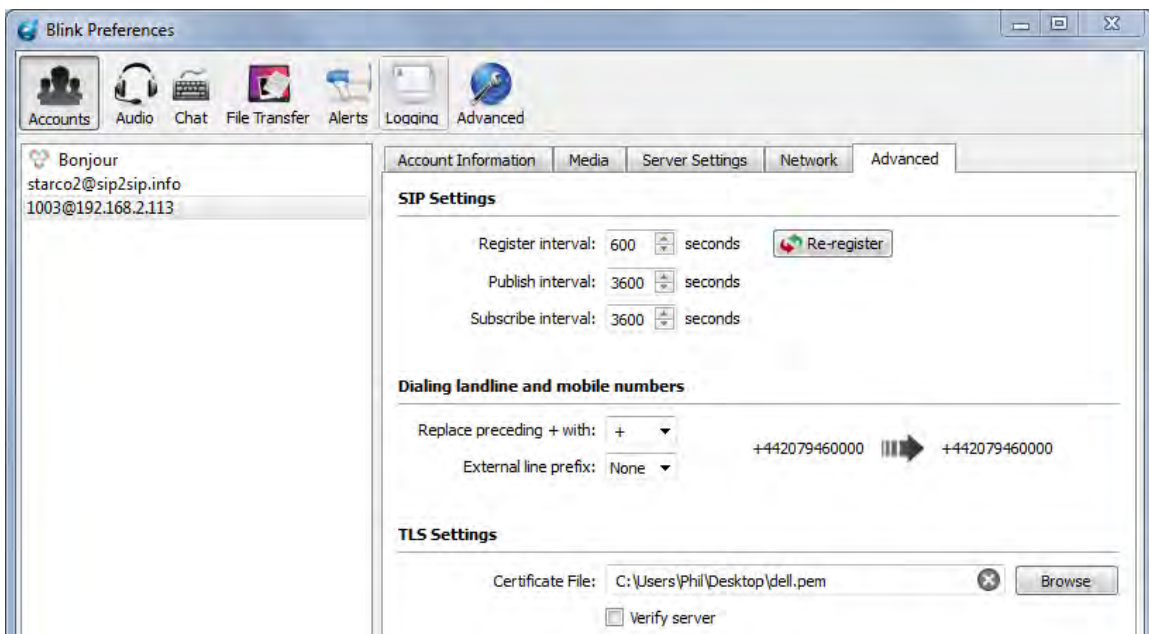 Blink Preferences
Accounts Audio Chat File Transfer Alerts Logging Advanced
Bonjour
starco2@sip2sip.info
1003@192.168.2.113
Account Information Media Server Settings Network Advanced
SIP Settings
Register interval: 600 seconds Re-register
Publish interval: 3600 seconds
Subscribe interval: 3600 seconds
Dialing landline and mobile numbers
Replace preceding + with: +
+442079460000 +442079460000
External line prefix: None
TLS Settings
Certificate File: C:\Users\Phil\Desktop\dell.pem Browse
Verify server